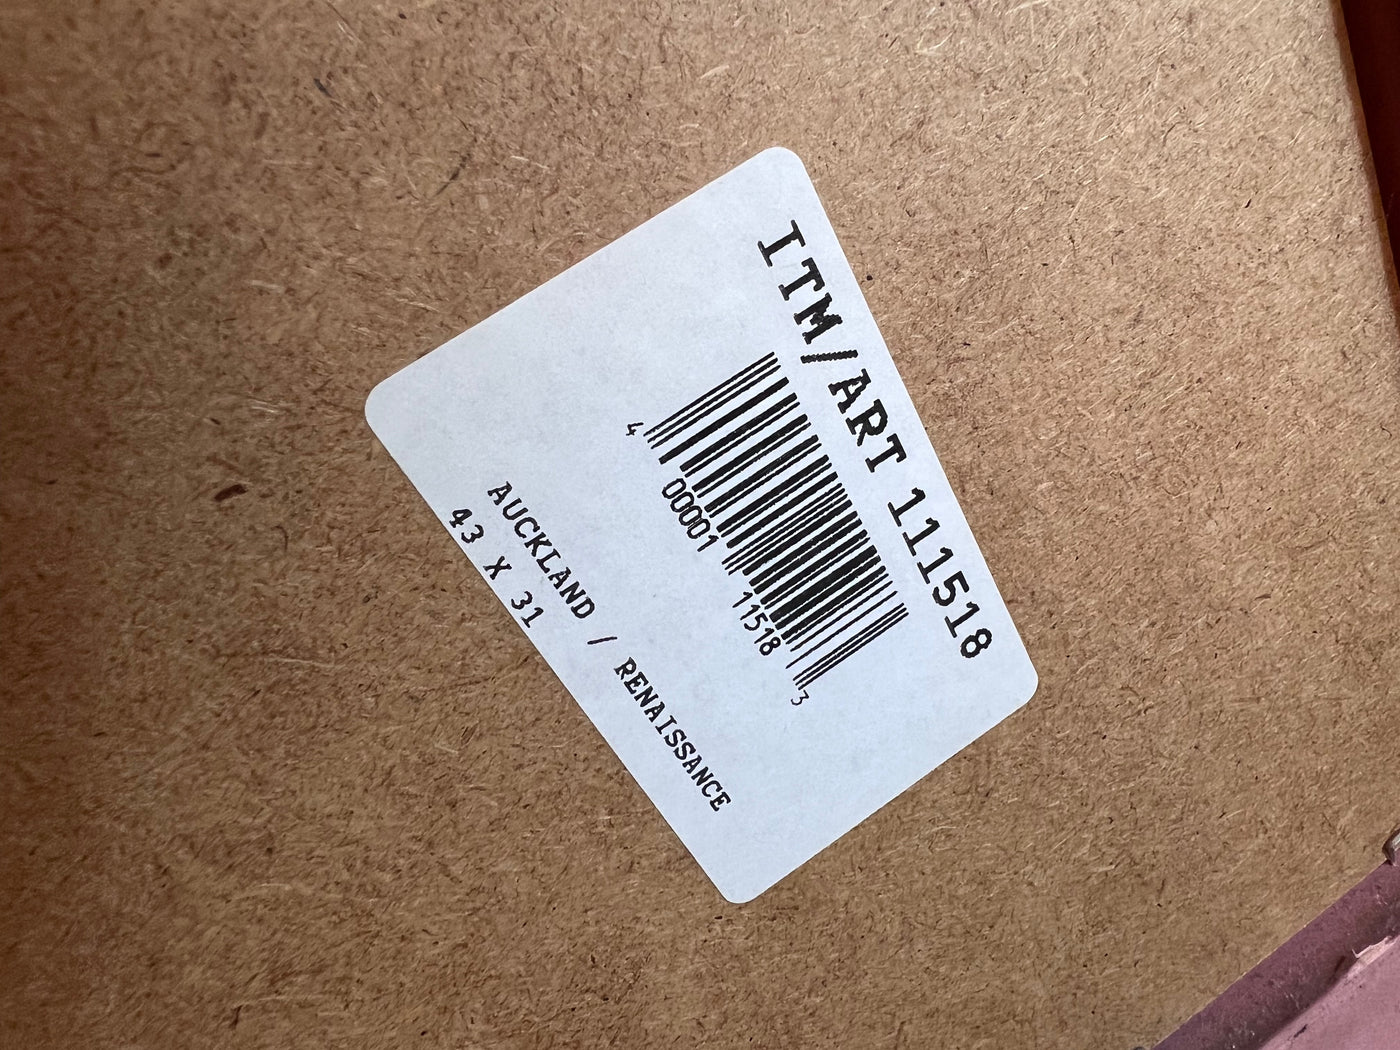 ITM/ART 111518
4 00001 11518 3
AUCKLAND / RENAISSANCE
43 X 31